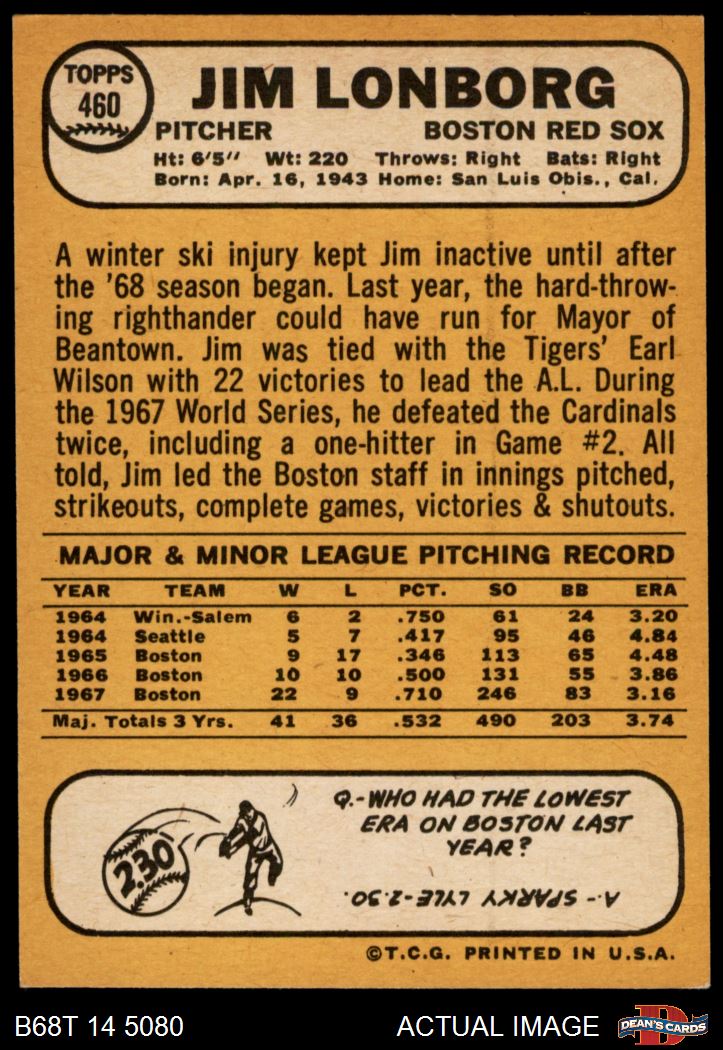 TOPPS
460
JIM LONBORG
PITCHER BOSTON RED SOX
Ht: 6'5" Wt: 220 Throws: Right Bats: Right
Born: Apr. 16, 1943 Home: San Luis Obis., Cal.
A winter ski injury kept Jim inactive until after
the '68 season began. Last year, the hard-throw-
ing righthander could have run for Mayor of
Beantown. Jim was tied with the Tigers' Earl
Wilson with 22 victories to lead the A.L. During
the 1967 World Series, he defeated the Cardinals
twice, including a one-hitter in Game #2. All
told, Jim led the Boston staff in innings pitched,
strikeouts, complete games, victories & shutouts.
MAJOR & MINOR LEAGUE PITCHING RECORD
YEAR TEAM W L PCT. SO BB ERA
1964 Win.-Salem 6 2 .750 61 24 3.20
1964 Seattle 5 7 .417 95 46 4.84
1965 Boston 9 17 .346 113 65 4.48
1966 Boston 10 10 .500 131 55 3.86
1967 Boston 22 9 .710 246 83 3.16
Maj. Totals 3 Yrs. 41 36 .532 490 203 3.74
2.30
Q.-WHO HAD THE LOWEST
ERA ON BOSTON LAST
YEAR?
A-SPARKY LYLE-2.30.
©T.C.G. PRINTED IN U.S.A.
B68T 14 5080 ACTUAL IMAGE
D
DEAN'S CARDS